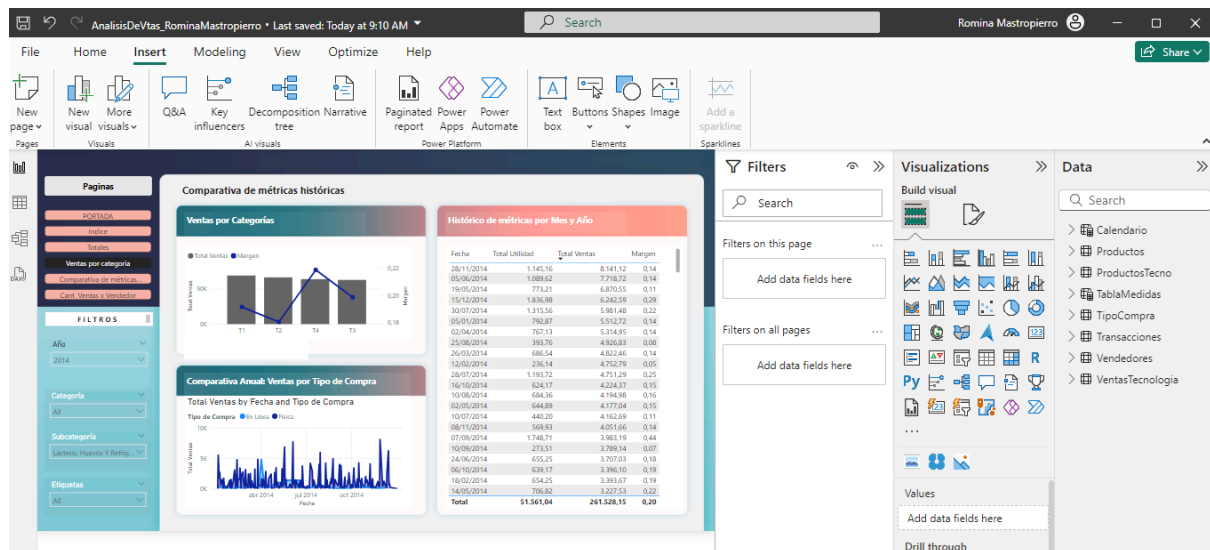 AnalisisDeVtas_RominaMastropierro • Last saved: Today at 9:10 AM
Search
Romina Mastropierro
File Home Insert Modeling View Optimize Help
Share
New page
New visual
More visuals
Q&A
Key influencers
Decomposition tree
Narrative
Paginated report
Power Apps
Power Automate
Text box
Buttons
Shapes
Image
Add a sparkline
Pages
Visuals
AI visuals
Power Platform
Elements
Sparklines
Paginas
PORTADA
Indice
Totales
Ventas por categoría
Comparativa de métricas...
Cant. Ventas x Vendedor
FILTROS
Año
2014
Categoría
All
Subcategoría
Lácteos, Huevos Y Refrig...
Etiquetas
All
Comparativa de métricas históricas
Ventas por Categorías
Total Ventas Margen
Total Ventas
50K
0K
T1 T2 T4 T3
0,22
0,20
0,18
Margen
Comparativa Anual: Ventas por Tipo de Compra
Total Ventas by Fecha and Tipo de Compra
Tipo de Compra En Línea Física
Total Ventas
10K
5K
0K
abr 2014 jul 2014 oct 2014
Fecha
Histórico de métricas por Mes y Año
Fecha Total Utilidad Total Ventas Margen
28/11/2014 1.145,16 8.141,12 0,14
05/06/2014 1.089,62 7.718,72 0,14
19/05/2014 773,21 6.870,55 0,11
15/12/2014 1.836,98 6.242,59 0,29
30/07/2014 1.315,56 5.981,48 0,22
05/01/2014 792,87 5.512,72 0,14
02/04/2014 767,13 5.314,95 0,14
25/08/2014 393,76 4.926,83 0,08
26/03/2014 686,54 4.822,46 0,14
12/02/2014 236,14 4.752,79 0,05
28/07/2014 1.193,72 4.751,29 0,25
16/10/2014 624,17 4.224,37 0,15
10/08/2014 684,36 4.194,98 0,16
02/05/2014 644,89 4.177,04 0,15
10/07/2014 440,20 4.162,69 0,11
08/11/2014 569,93 4.051,66 0,14
07/09/2014 1.748,71 3.983,19 0,44
10/09/2014 273,51 3.789,14 0,07
24/06/2014 655,25 3.707,03 0,18
06/10/2014 639,17 3.396,10 0,19
18/02/2014 654,25 3.393,67 0,19
14/05/2014 706,82 3.227,53 0,22
Total 51.561,04 261.528,15 0,20
Filters
Search
Filters on this page
Add data fields here
Filters on all pages
Add data fields here
Visualizations
Build visual
123
R
Py
Values
Add data fields here
Drill through
Data
Search
Calendario
Productos
ProductosTecno
TablaMedidas
TipoCompra
Transacciones
Vendedores
VentasTecnologia